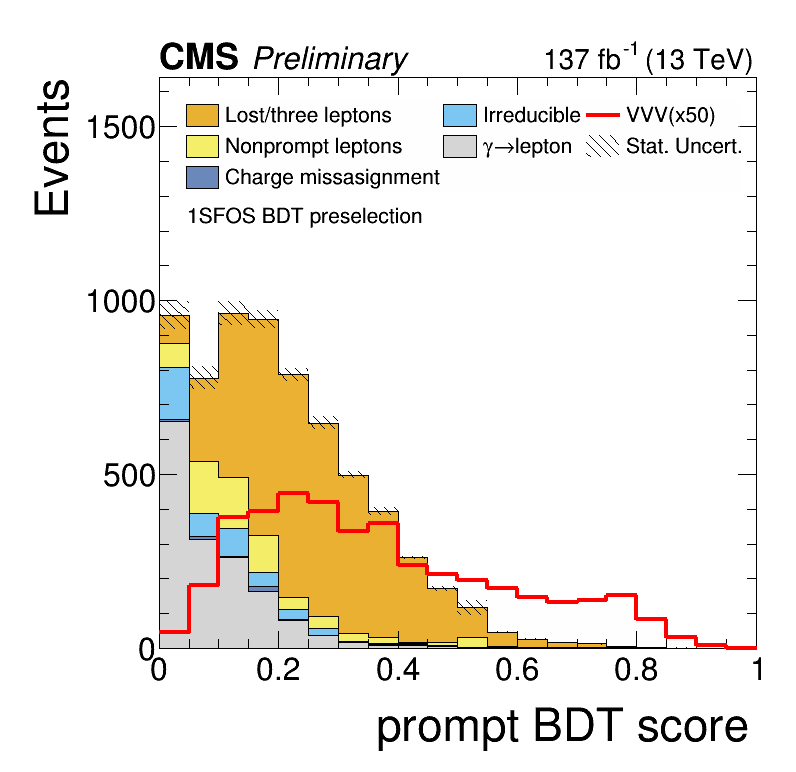 CMS Preliminary 137 fb-1 (13 TeV)
Events
Lost/three leptons Irreducible VVV(x50)
Nonprompt leptons γ→lepton Stat. Uncert.
Charge missasignment
1SFOS BDT preselection
1500
1000
500
0
0 0.2 0.4 0.6 0.8 1
prompt BDT score